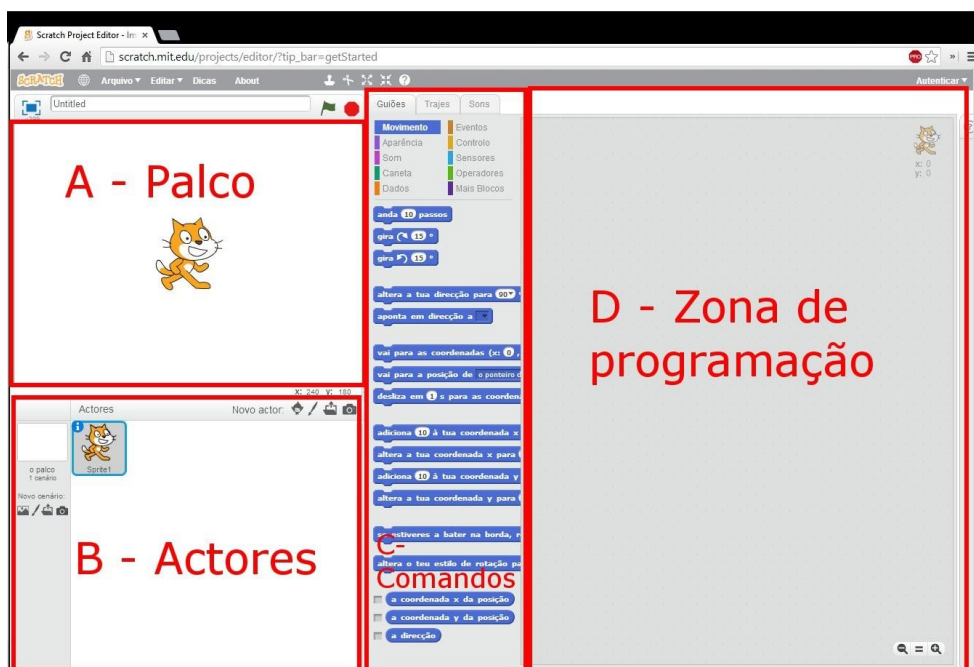 Scratch Project Editor - Im
scratch.mit.edu/projects/editor/?tip_bar=getStarted
SCRATCH Arquivo Editar Dicas About Autenticar
Untitled
A - Palco
X: 240 Y: 180
Actores Novo actor:
Sprite1
o palco
1 cenário
Novo cenário:
B - Actores
Guiões Trajes Sons
Movimento Eventos
Aparência Controlo
Som Sensores
Caneta Operadores
Dados Mais Blocos
anda 10 passos
gira 15 °
gira 15 °
altera a tua direcção para 90
aponta em direcção a
vai para as coordenadas (x: 0 ,
vai para a posição de o ponteiro d
desliza em 1 s para as coorden
adiciona 10 à tua coordenada x
altera a tua coordenada x para
adiciona 10 à tua coordenada y
altera a tua coordenada y para
estiveres a bater na borda, r
altera o teu estilo de rotação pa
C-
Comandos
a coordenada x da posição
a coordenada y da posição
a direcção
x: 0
y: 0
D - Zona de
programação